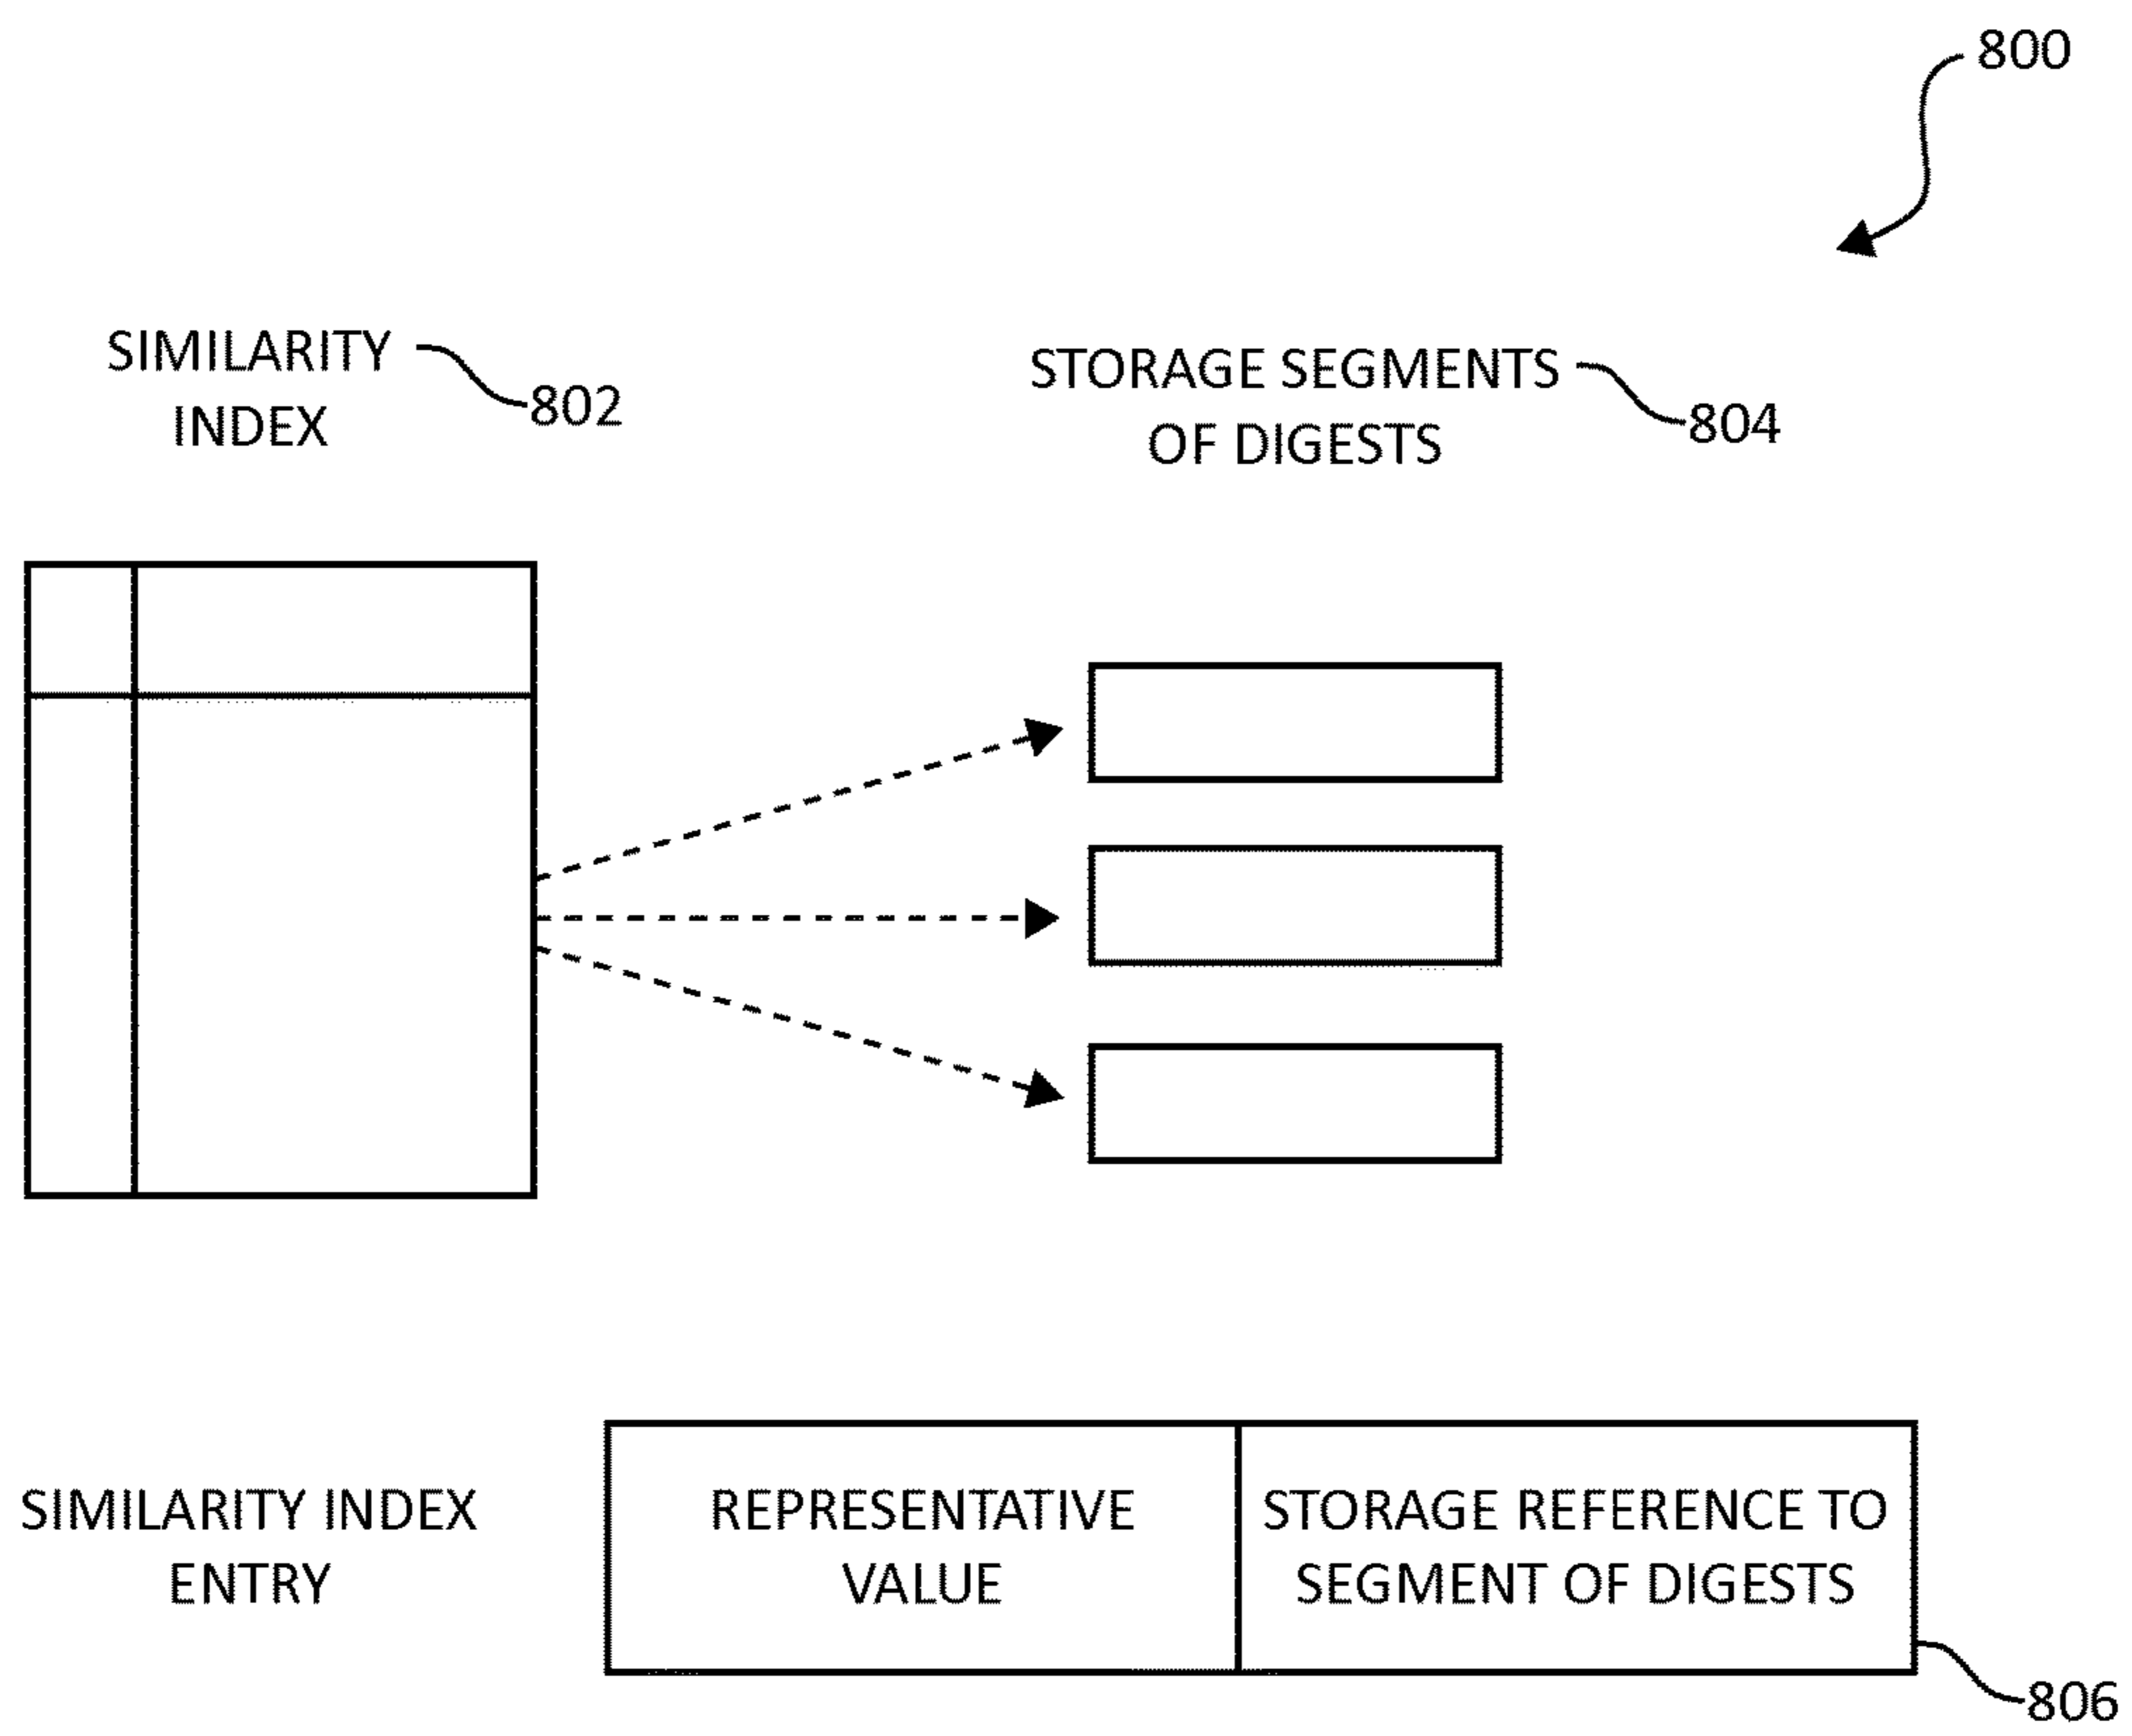 800
SIMILARITY
INDEX
802
STORAGE SEGMENTS
OF DIGESTS
804
SIMILARITY INDEX
ENTRY
REPRESENTATIVE
VALUE
STORAGE REFERENCE TO
SEGMENT OF DIGESTS
806